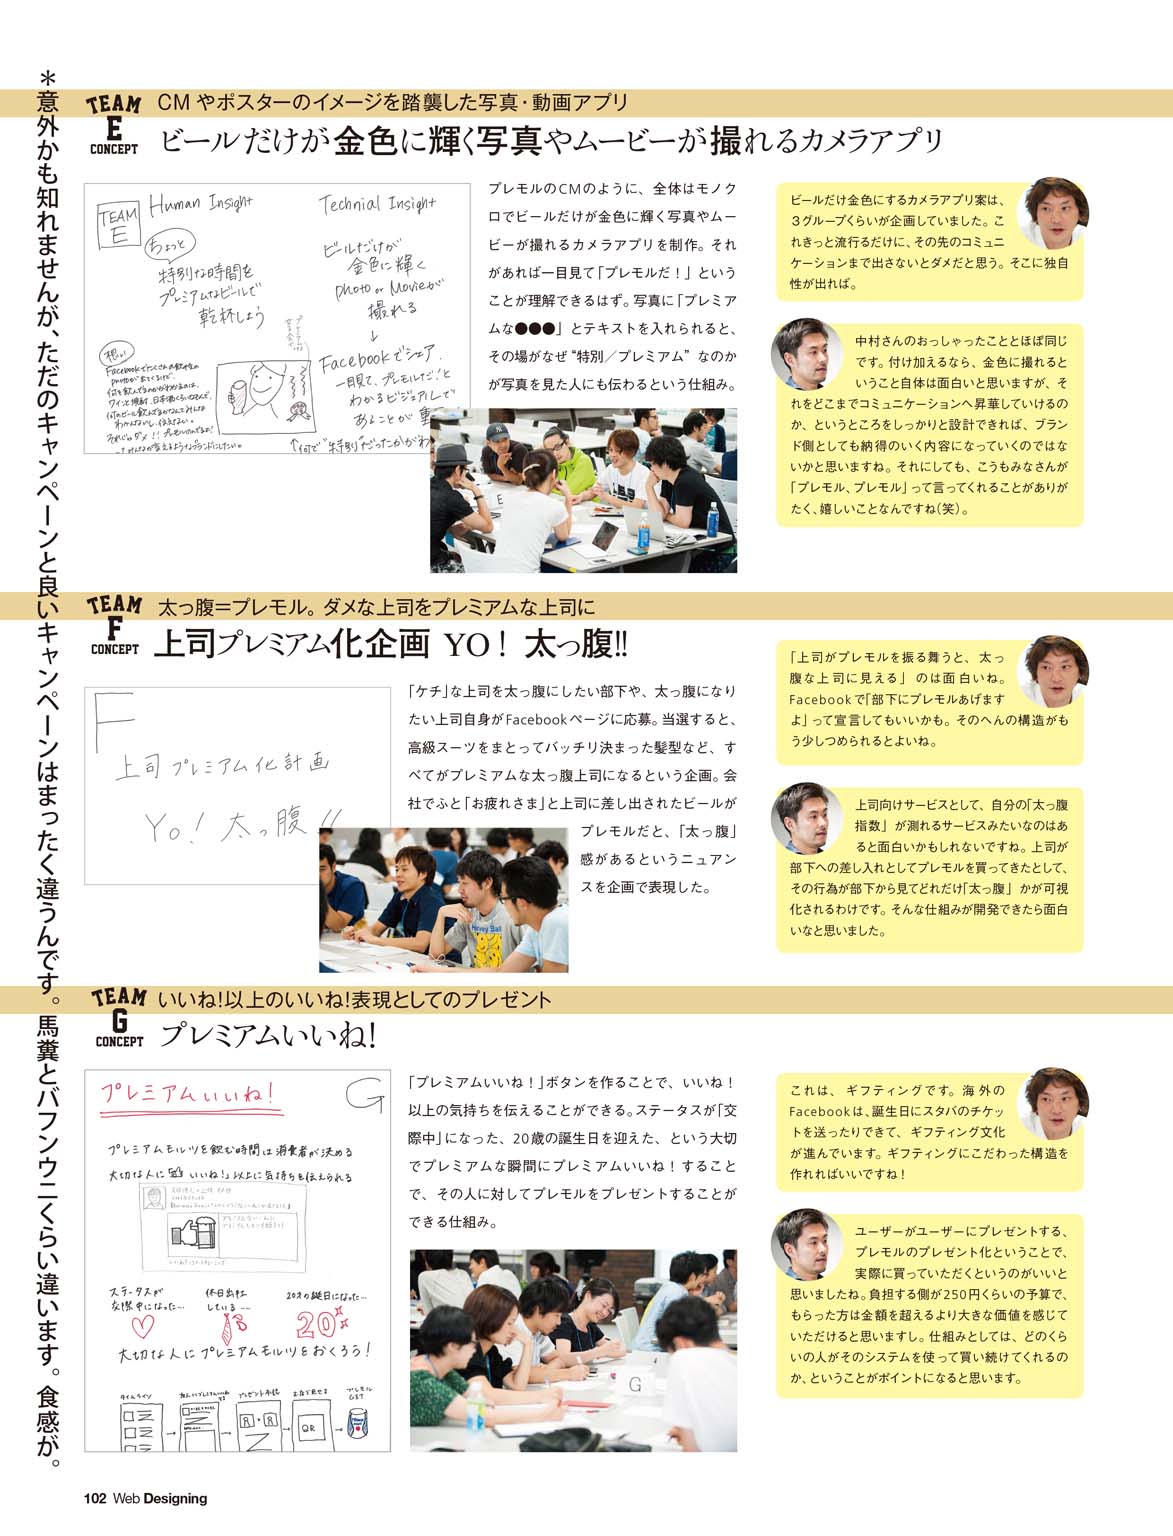 ＊意外かも知れませんが、ただのキャンペーンと良いキャンペーンはまったく違うんです。馬糞とバフンウニくらい違います。食感が。
TEAM
E
CONCEPT
CMやポスターのイメージを踏襲した写真・動画アプリ
ビールだけが金色に輝く写真やムービーが撮れるカメラアプリ
TEAM
E
Human Insight
ちょっと
特別な時間を
プレミアムなビールで
乾杯しよう
Technial Insight
ビールだけが
金色に輝く
photo or Movieが
撮れる
↓
Facebookでシェア.
一目見て、プレモルだ!と
わかるビジュアルで
あることが重
プレモルのCMのように、全体はモノク
ロでビールだけが金色に輝く写真やムー
ビーが撮れるカメラアプリを制作。それ
があれば一目見て「プレモルだ！」という
ことが理解できるはず。写真に「プレミア
ムな●●●」とテキストを入れられると、
その場がなぜ“特別／プレミアム”なのか
が写真を見た人にも伝わるという仕組み。
E
ビールだけ金色にするカメラアプリ案は、
３グループくらいが企画していました。こ
れきっと流行るだけに、その先のコミュニ
ケーションまで出さないとダメだと思う。そこに独自
性が出れば。
中村さんのおっしゃったこととほぼ同じ
です。付け加えるなら、金色に撮れると
いうこと自体は面白いと思いますが、そ
れをどこまでコミュニケーションへ昇華していけるの
か、というところをしっかりと設計できれば、ブラン
ド側としても納得のいく内容になっていくのではな
いかと思いますね。それにしても、こうもみなさんが
「プレモル、プレモル」って言ってくれることがありが
たく、嬉しいことなんですね（笑）。
TEAM
F
CONCEPT
太っ腹＝プレモル。ダメな上司をプレミアムな上司に
上司プレミアム化企画 YO！ 太っ腹!!
F
上司プレミアム化計画
Yo! 太っ腹!!
「ケチ」な上司を太っ腹にしたい部下や、太っ腹になり
たい上司自身がFacebookページに応募。当選すると、
高級スーツをまとってバッチリ決まった髪型など、す
べてがプレミアムな太っ腹上司になるという企画。会
社でふと「お疲れさま」と上司に差し出されたビールが
プレモルだと、「太っ腹」
感があるというニュアン
スを企画で表現した。
Harvey Ball
「上司がプレモルを振る舞うと、太っ
腹な上司に見える」のは面白いね。
Facebookで「部下にプレモルあげます
よ」って宣言してもいいかも。そのへんの構造がも
う少しつめられるとよいね。
上司向けサービスとして、自分の「太っ腹
指数」が測れるサービスみたいなのはあ
ると面白いかもしれないですね。上司が
部下への差し入れとしてプレモルを買ってきたとして、
その行為が部下から見てどれだけ「太っ腹」かが可視
化されるわけです。そんな仕組みが開発できたら面白
いなと思いました。
TEAM
G
CONCEPT
いいね！以上のいいね！表現としてのプレゼント
プレミアムいいね！
プレミアムいいね!
G
プレミアムモルツを飲む時間は消費者が決める
大切な人に いいね!」以上に気持ちを伝えられる
ステータスが
交際中になった…
休日出社
している…
20才の誕生日になった…
20
大切な人にプレミアムモルツをおくろう!
タイムライン
QR
「プレミアムいいね！」ボタンを作ることで、いいね！
以上の気持ちを伝えることができる。ステータスが「交
際中」になった、20歳の誕生日を迎えた、という大切
でプレミアムな瞬間にプレミアムいいね！すること
で、その人に対してプレモルをプレゼントすることが
できる仕組み。
G
これは、ギフティングです。海外の
Facebookは、誕生日にスタバのチケッ
トを送ったりできて、ギフティング文化
が進んでいます。ギフティングにこだわった構造を
作れればいいですね！
ユーザーがユーザーにプレゼントする、
プレモルのプレゼント化ということで、
実際に買っていただくというのがいいと
思いましたね。負担する側が250円くらいの予算で、
もらった方は金額を超えるより大きな価値を感じて
いただけると思いますし。仕組みとしては、どのくら
いの人がそのシステムを使って買い続けてくれるの
か、ということがポイントになると思います。
102 Web Designing